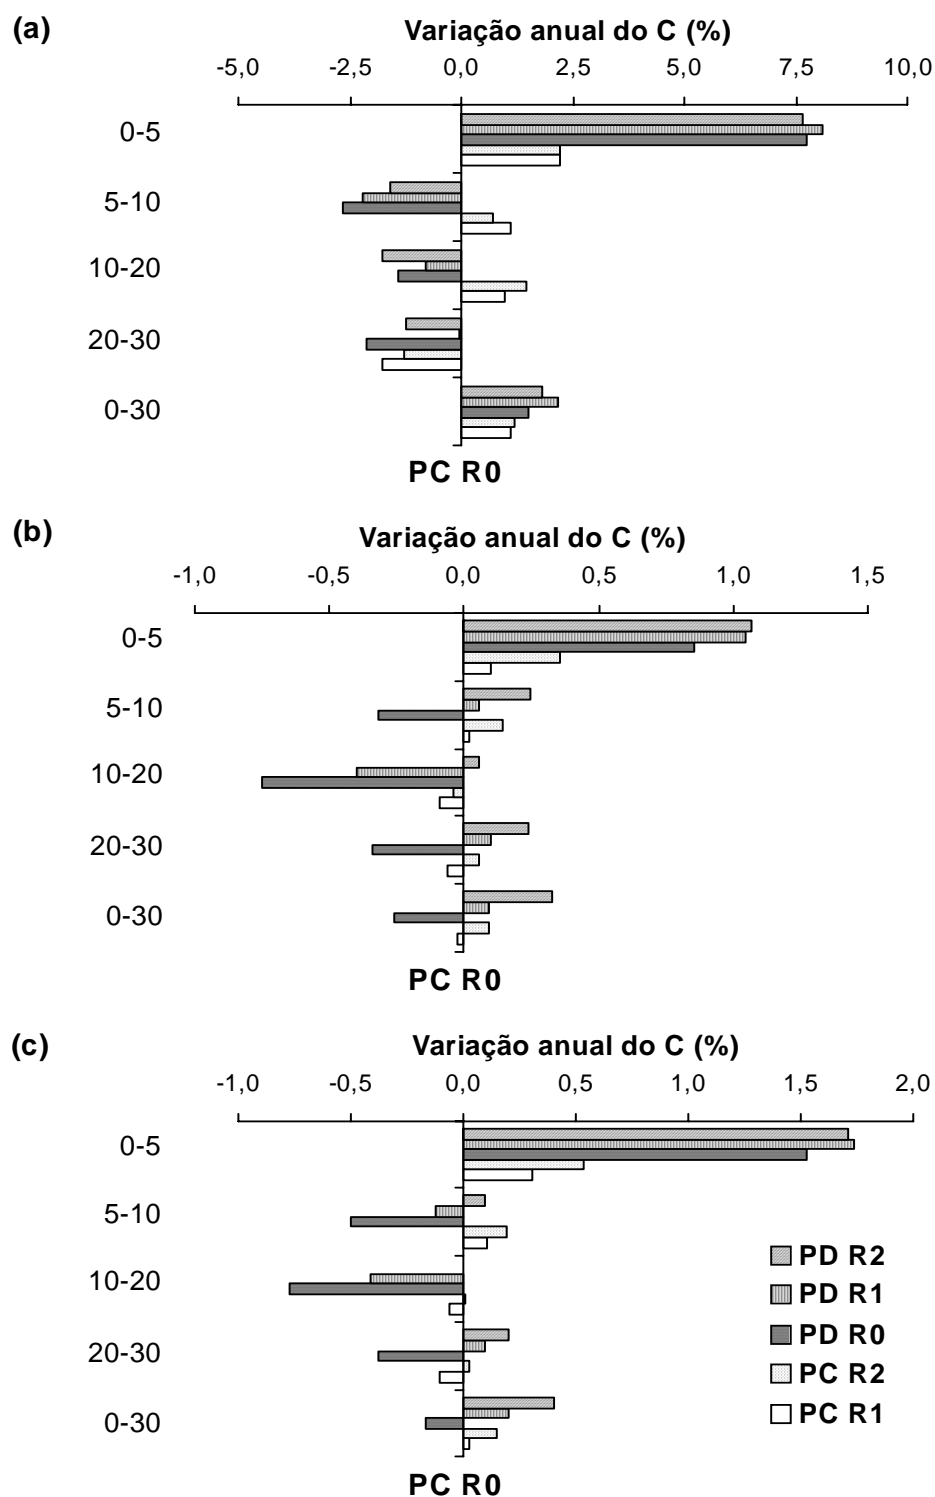 (a)
Variação anual do C (%)
-5,0 -2,5 0,0 2,5 5,0 7,5 10,0
0-5
5-10
10-20
20-30
0-30
PC R0
(b)
Variação anual do C (%)
-1,0 -0,5 0,0 0,5 1,0 1,5
0-5
5-10
10-20
20-30
0-30
PC R0
(c)
Variação anual do C (%)
-1,0 -0,5 0,0 0,5 1,0 1,5 2,0
0-5
5-10
10-20
20-30
0-30
PD R2
PD R1
PD R0
PC R2
PC R1
PC R0